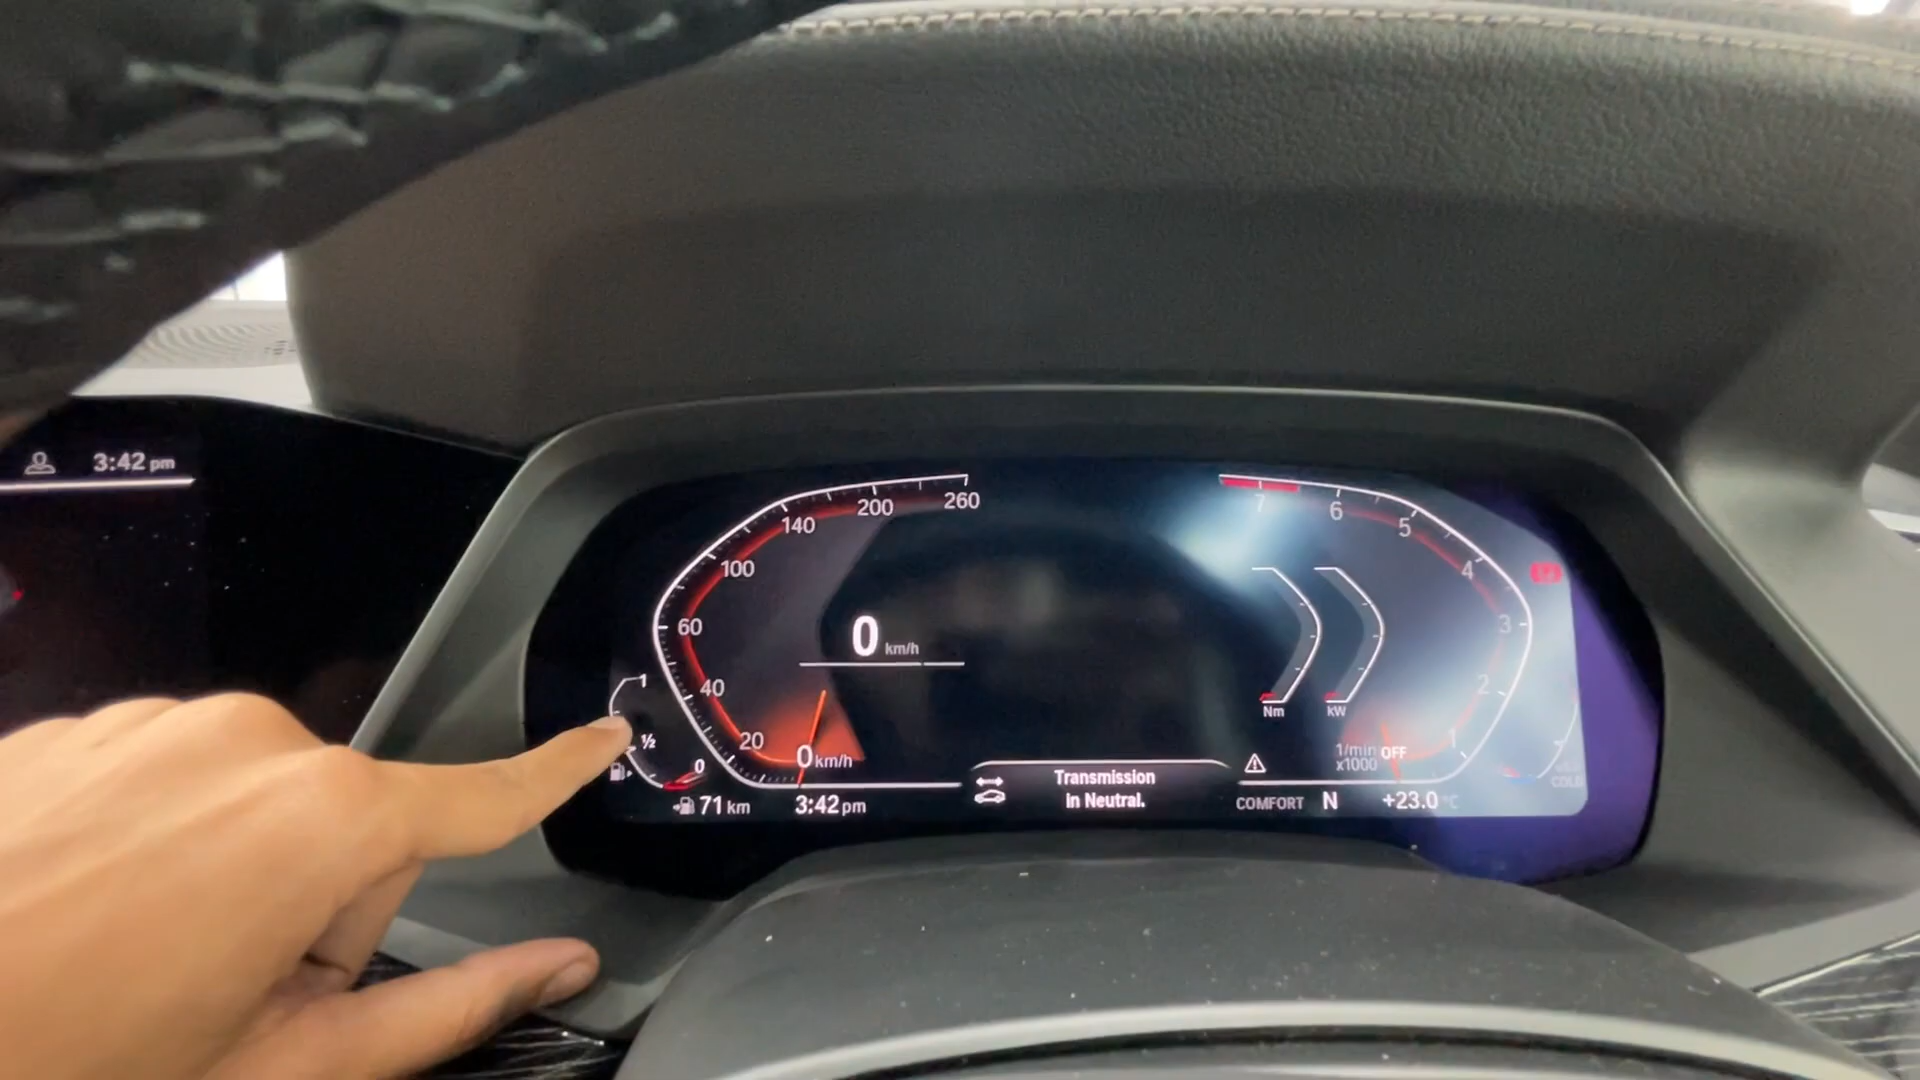 3:42 pm
260
200
140
100
60
40
20
0 km/h
0 km/h
1
½
0
71 km
3:42 pm
Transmission
in Neutral.
7
6
5
4
3
2
1
Nm
kW
1/min
x1000
OFF
COMFORT
N
+23.0 °C
COLD